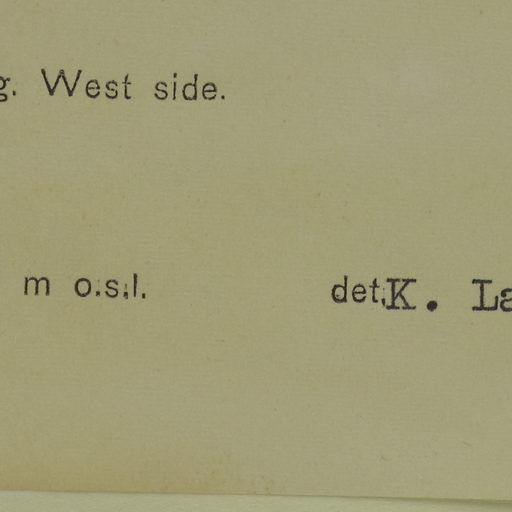 g. West side.
m o.s.l. det. K. La